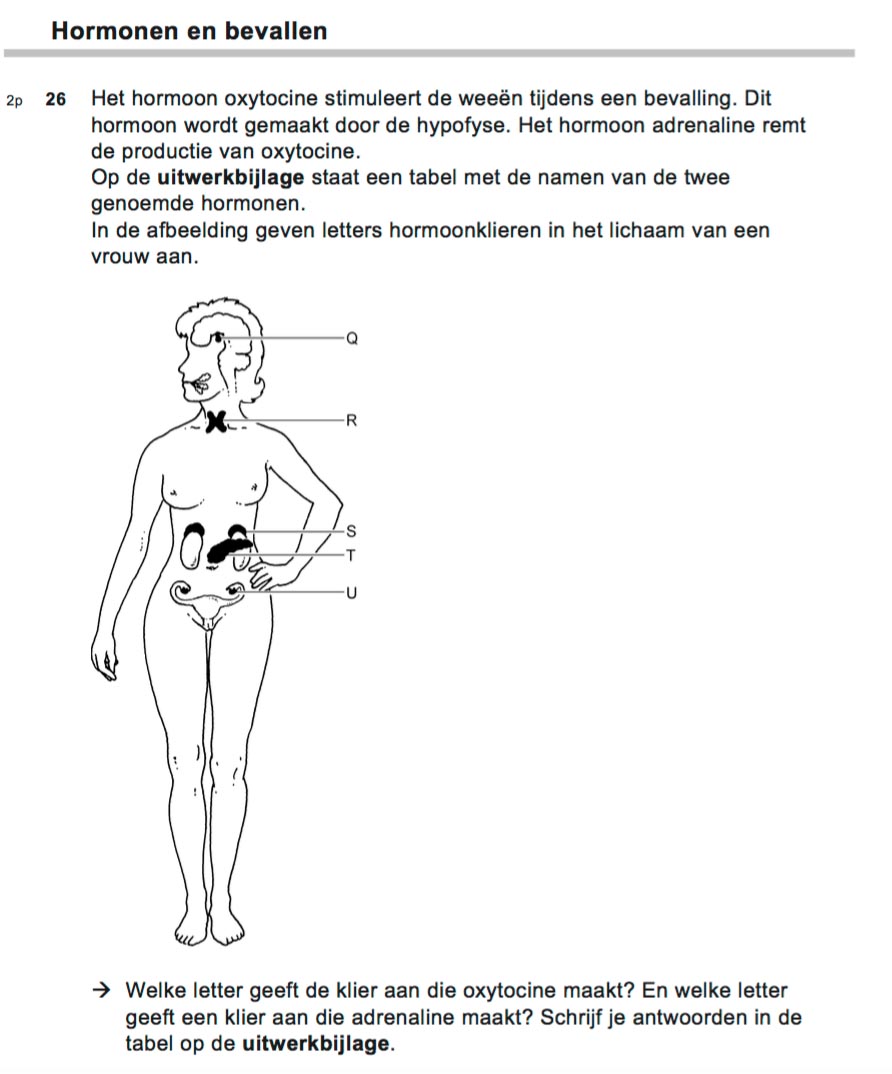 Hormonen en bevallen
2p 26 Het hormoon oxytocine stimuleert de weeën tijdens een bevalling. Dit
hormoon wordt gemaakt door de hypofyse. Het hormoon adrenaline remt
de productie van oxytocine.
Op de uitwerkbijlage staat een tabel met de namen van de twee
genoemde hormonen.
In de afbeelding geven letters hormoonklieren in het lichaam van een
vrouw aan.
Q
R
S
T
U
→ Welke letter geeft de klier aan die oxytocine maakt? En welke letter
geeft een klier aan die adrenaline maakt? Schrijf je antwoorden in de
tabel op de uitwerkbijlage.